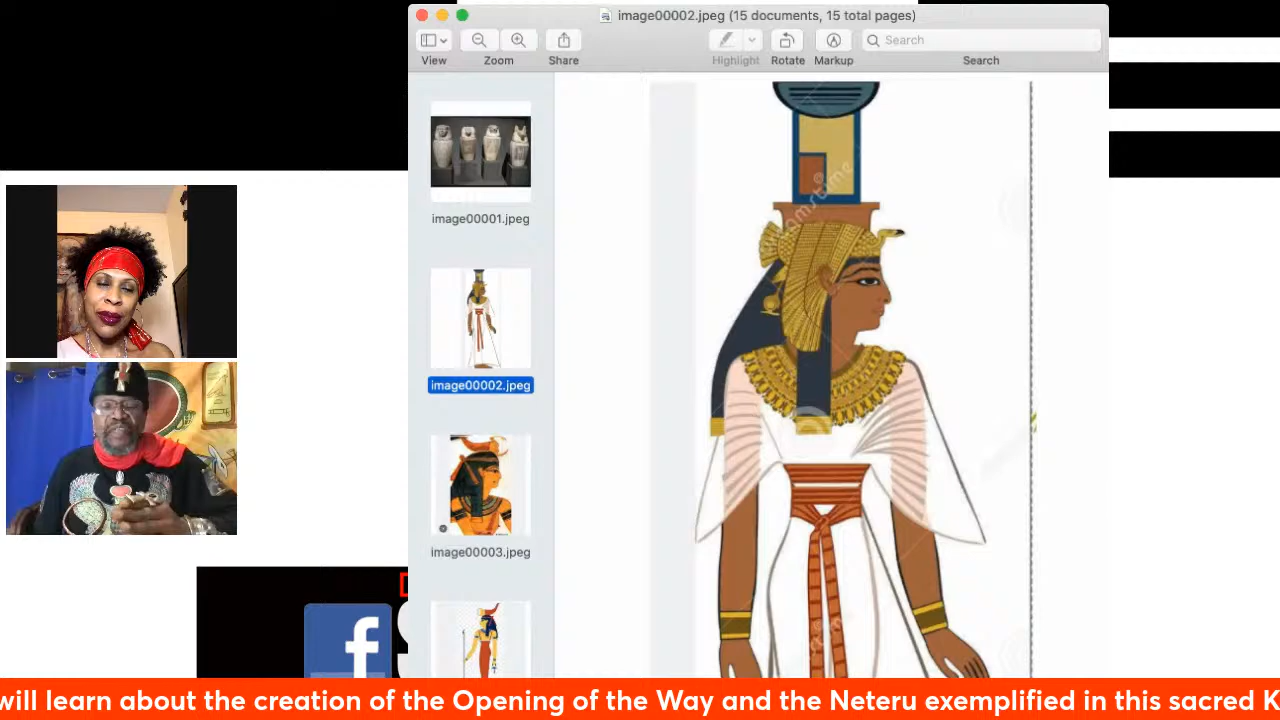 image00002.jpeg (15 documents, 15 total pages)
View
Zoom
Share
Highlight
Rotate
Markup
Search
Search
image00001.jpeg
image00002.jpeg
image00003.jpeg
f
will learn about the creation of the Opening of the Way and the Neteru exemplified in this sacred K